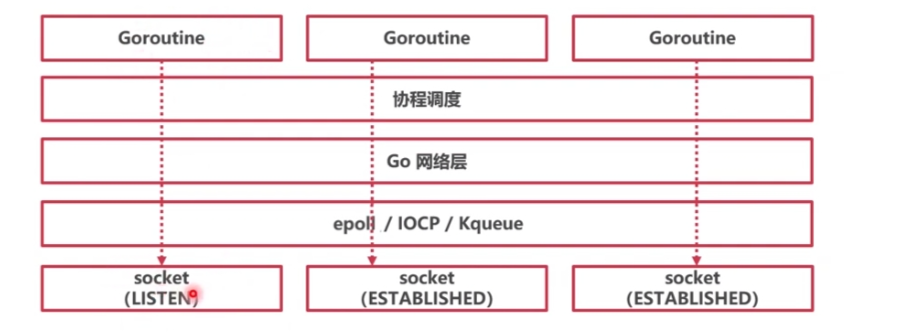 Goroutine
Goroutine
Goroutine
协程调度
Go 网络层
epoll / IOCP / Kqueue
socket
(LISTEN)
socket
(ESTABLISHED)
socket
(ESTABLISHED)